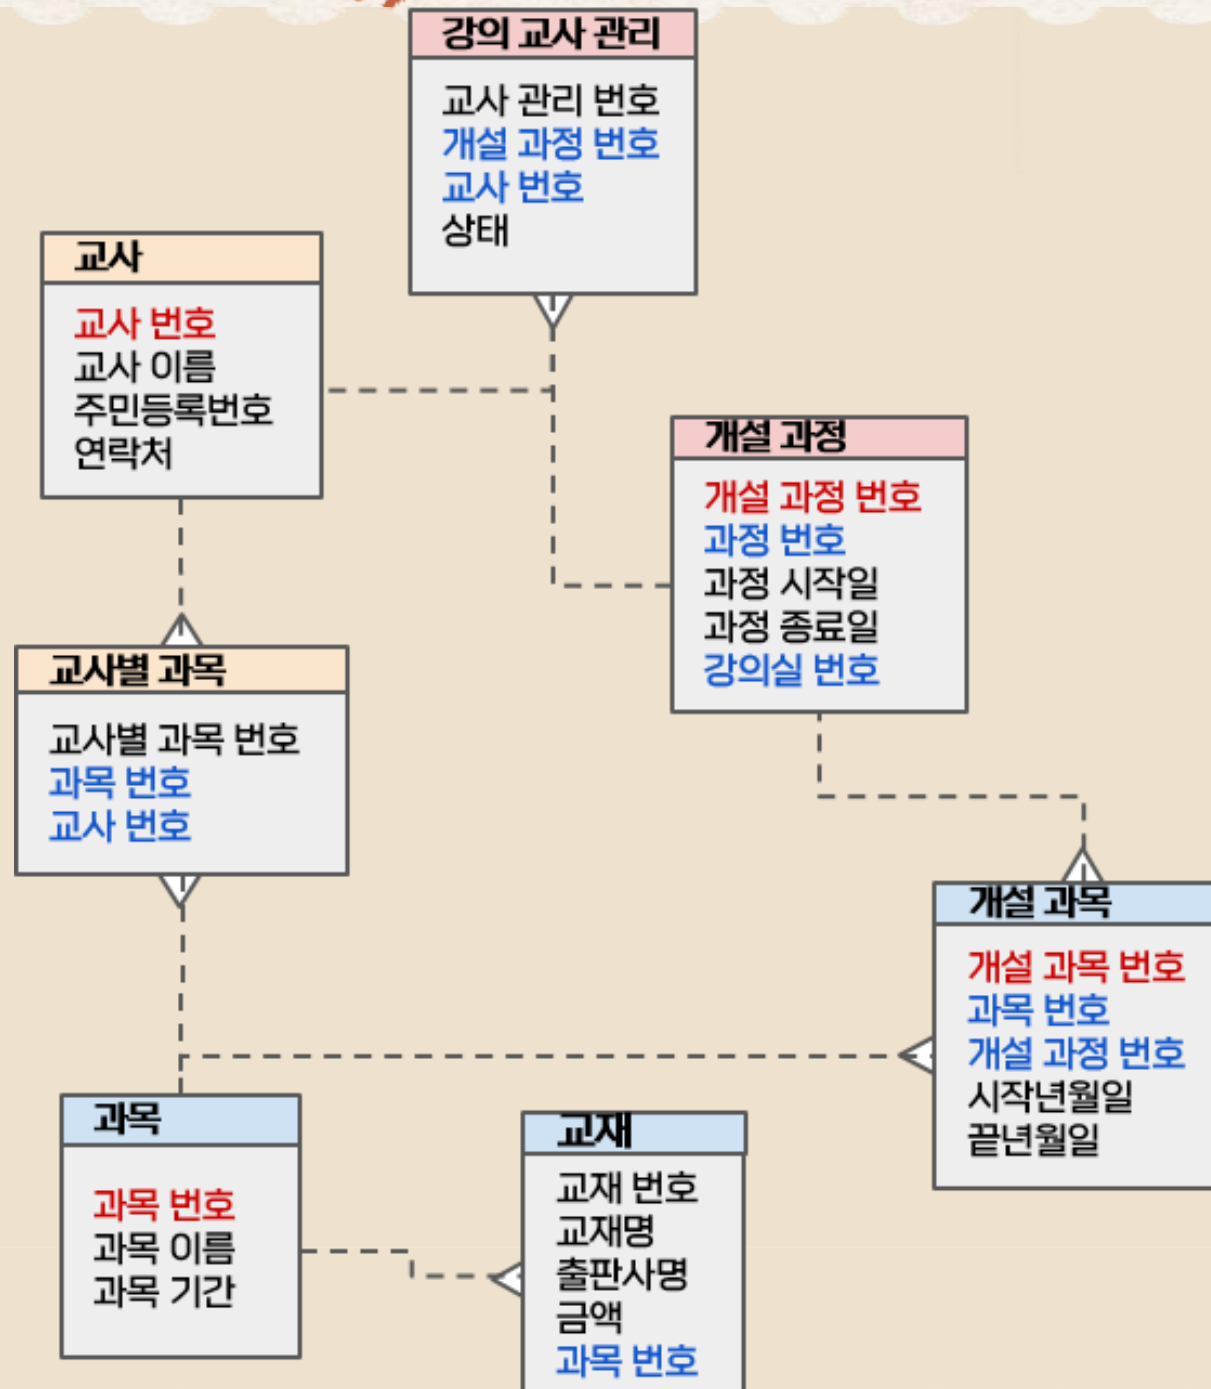 강의 교사 관리
교사 관리 번호
개설 과정 번호
교사 번호
상태
교사
교사 번호
교사 이름
주민등록번호
연락처
개설 과정
개설 과정 번호
과정 번호
과정 시작일
과정 종료일
강의실 번호
교사별 과목
교사별 과목 번호
과목 번호
교사 번호
개설 과목
개설 과목 번호
과목 번호
개설 과정 번호
시작년월일
끝년월일
과목
과목 번호
과목 이름
과목 기간
교재
교재 번호
교재명
출판사명
금액
과목 번호